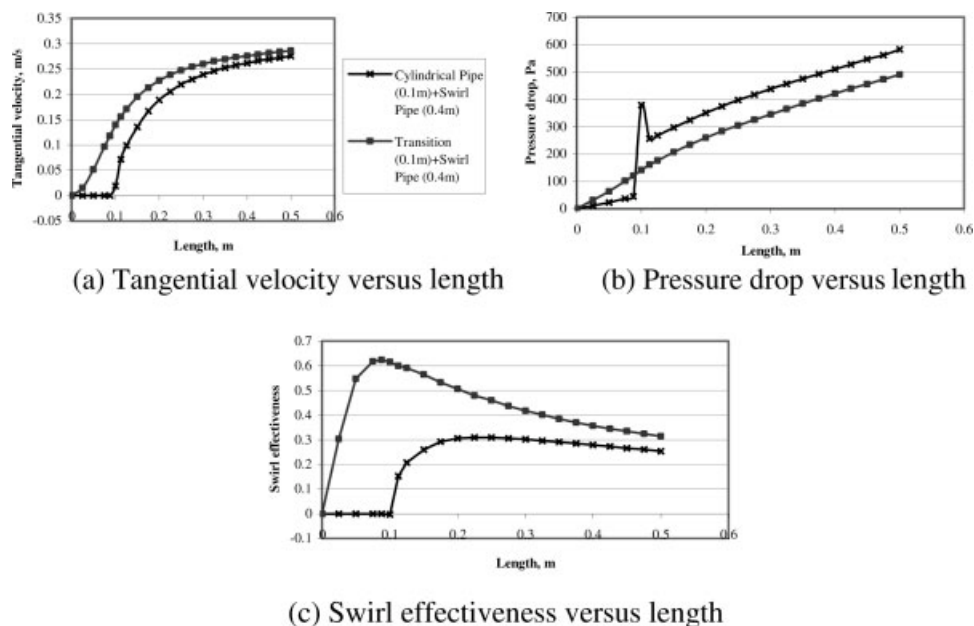 0.35
0.3
0.25
0.2
0.15
0.1
0.05
0
-0.05
Tangential velocity, m/s
0 0.1 0.2 0.3 0.4 0.5 0.6
Length, m
Cylindrical Pipe
(0.1m)+Swirl
Pipe (0.4m)
Transition
(0.1m)+Swirl
Pipe (0.4m)
(a) Tangential velocity versus length
700
600
500
400
300
200
100
0
Pressure drop, Pa
0 0.1 0.2 0.3 0.4 0.5 0.6
Length, m
(b) Pressure drop versus length
0.7
0.6
0.5
0.4
0.3
0.2
0.1
0
-0.1
Swirl effectiveness
0 0.1 0.2 0.3 0.4 0.5 0.6
Length, m
(c) Swirl effectiveness versus length